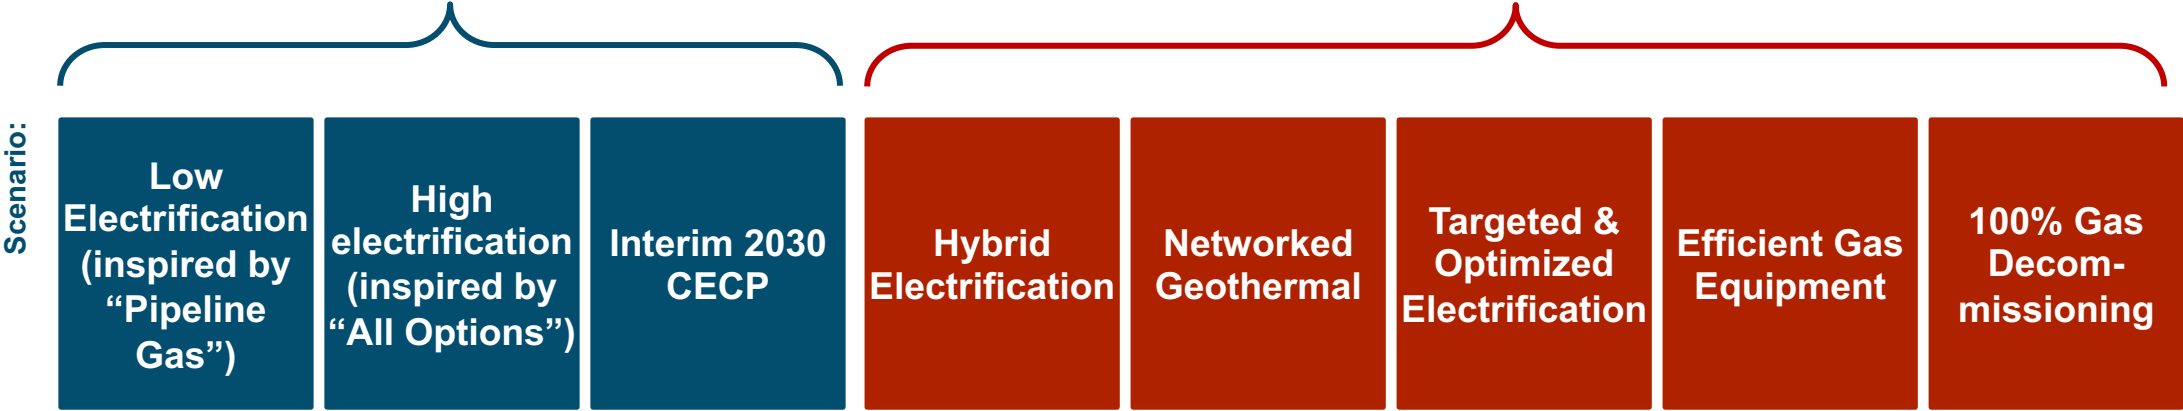 Scenario:
Low
Electrification
(inspired by
“Pipeline
Gas”)
High
electrification
(inspired by
“All Options”)
Interim 2030
CECP
Hybrid
Electrification
Networked
Geothermal
Targeted &
Optimized
Electrification
Efficient Gas
Equipment
100% Gas
Decom-
missioning